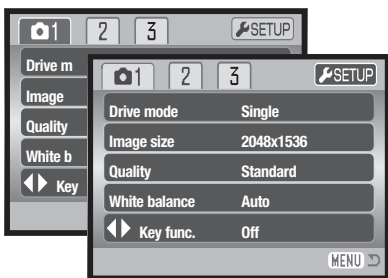 1 2 3 SETUP
Drive m
Image
Quality
White b
Key
1 2 3 SETUP
Drive mode Single
Image size 2048x1536
Quality Standard
White balance Auto
Key func. Off
MENU